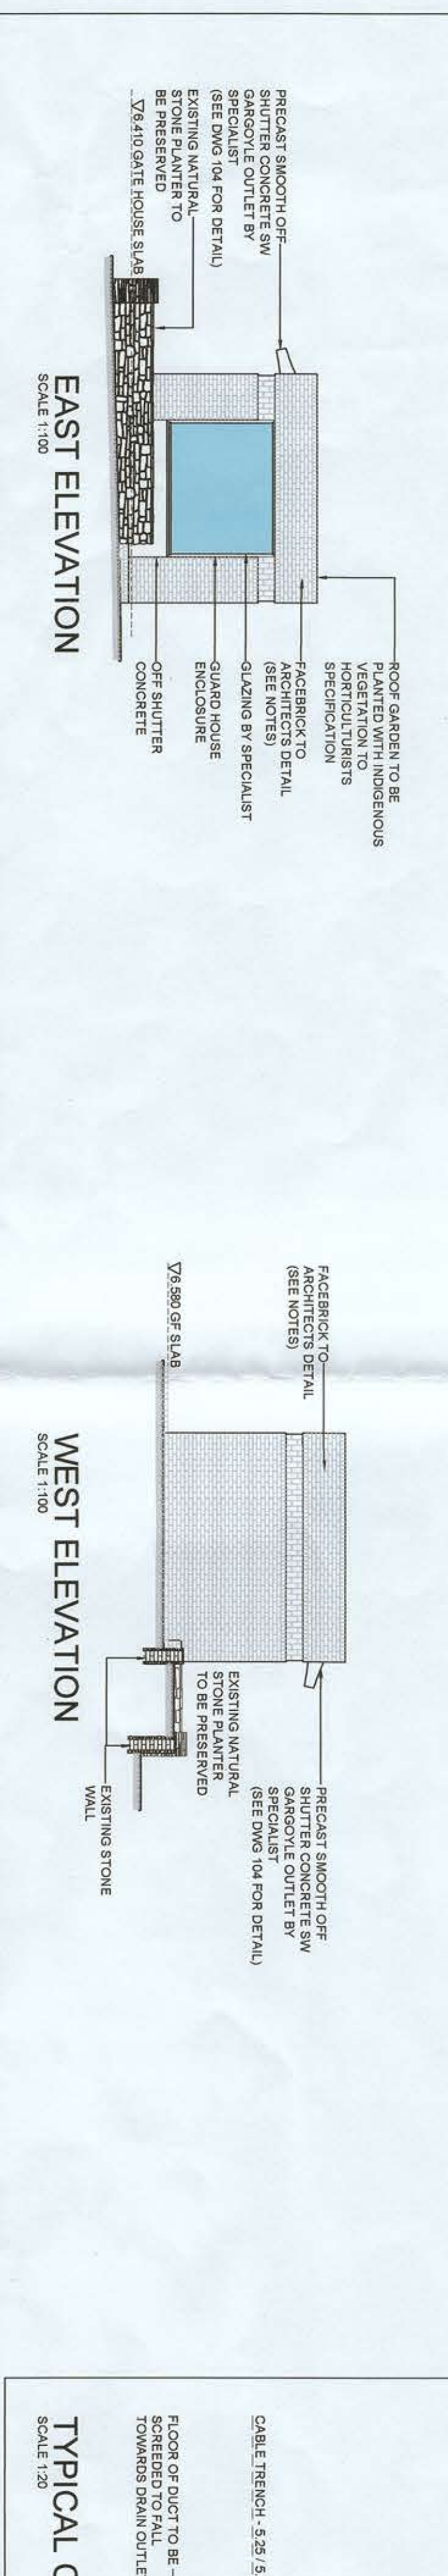 PRECAST SMOOTH OFF
SHUTTER CONCRETE SW
GARGOYLE OUTLET BY
SPECIALIST
(SEE DWG 104 FOR DETAIL)
EXISTING NATURAL
STONE PLANTER TO
BE PRESERVED
6.410 GATE HOUSE SLAB
ROOF GARDEN TO BE
PLANTED WITH INDIGENOUS
VEGETATION TO
HORTICULTURISTS
SPECIFICATION
FACEBRICK TO
ARCHITECTS DETAIL
(SEE NOTES)
GLAZING BY SPECIALIST
GUARD HOUSE
ENCLOSURE
OFF SHUTTER
CONCRETE
EAST ELEVATION
SCALE 1:100
FACEBRICK TO
ARCHITECTS DETAIL
(SEE NOTES)
6.580 GF SLAB
PRECAST SMOOTH OFF
SHUTTER CONCRETE SW
GARGOYLE OUTLET BY
SPECIALIST
(SEE DWG 104 FOR DETAIL)
EXISTING NATURAL
STONE PLANTER
TO BE PRESERVED
EXISTING STONE
WALL
WEST ELEVATION
SCALE 1:100
CABLE TRENCH - 5.25 / 5.
FLOOR OF DUCT TO BE
SCREEDED TO FALL
TOWARDS DRAIN OUTLE
TYPICAL
SCALE 1:20